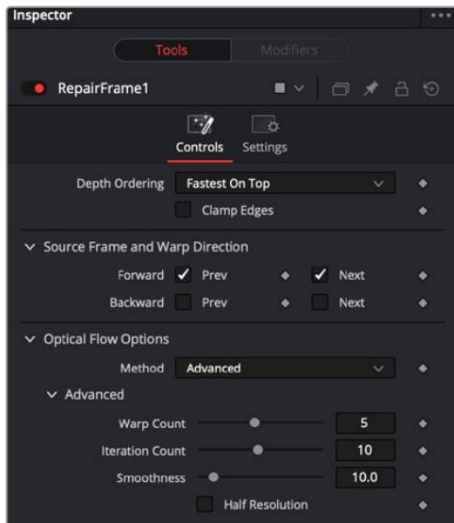 Inspector
Tools Modifiers
RepairFrame1
Controls Settings
Depth Ordering Fastest On Top
Clamp Edges
Source Frame and Warp Direction
Forward Prev Next
Backward Prev Next
Optical Flow Options
Method Advanced
Advanced
Warp Count 5
Iteration Count 10
Smoothness 10.0
Half Resolution